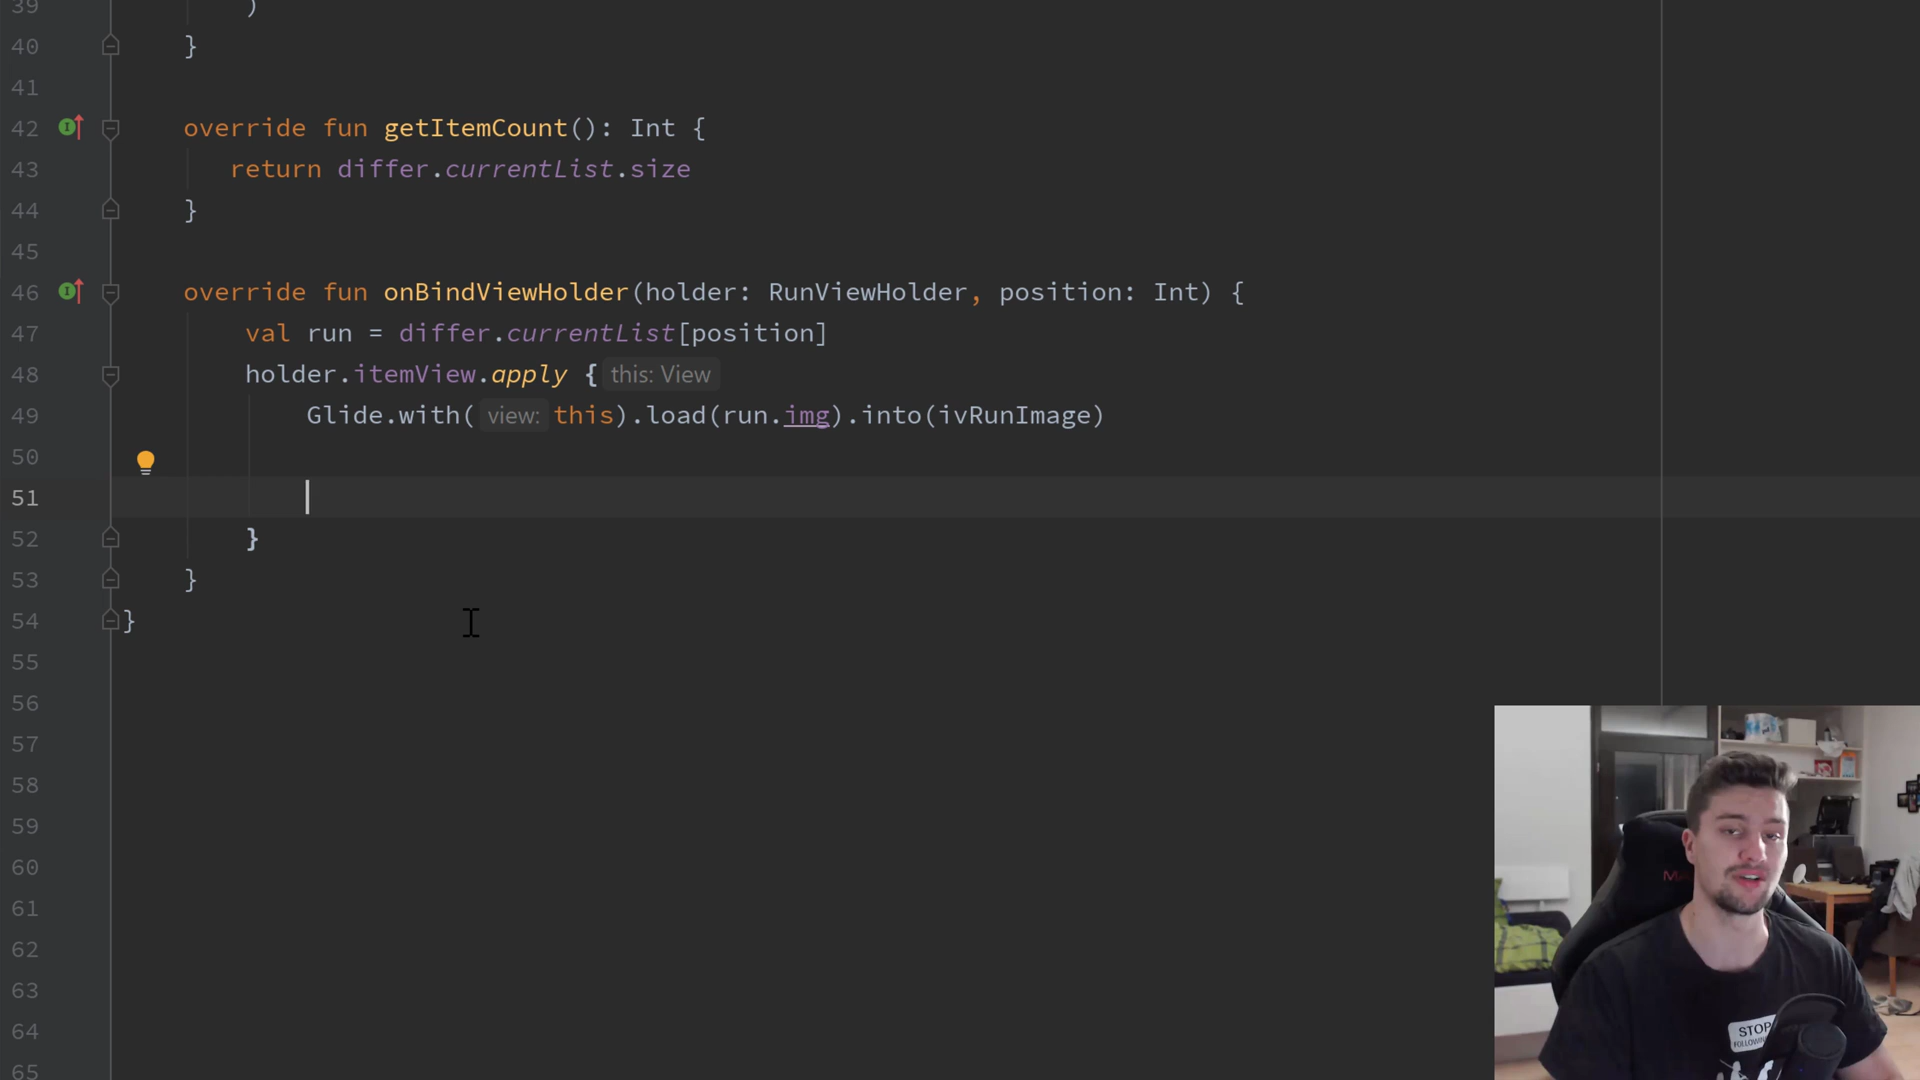 39 )
40 }
41
42 override fun getItemCount(): Int {
43 return differ.currentList.size
44 }
45
46 override fun onBindViewHolder(holder: RunViewHolder, position: Int) {
47 val run = differ.currentList[position]
48 holder.itemView.apply { this: View
49 Glide.with( view: this).load(run.img).into(ivRunImage)
50
51
52 }
53 }
54 }
55
56
57
58
59
60
61
62
63
64
65
STOP
FOLLOWING